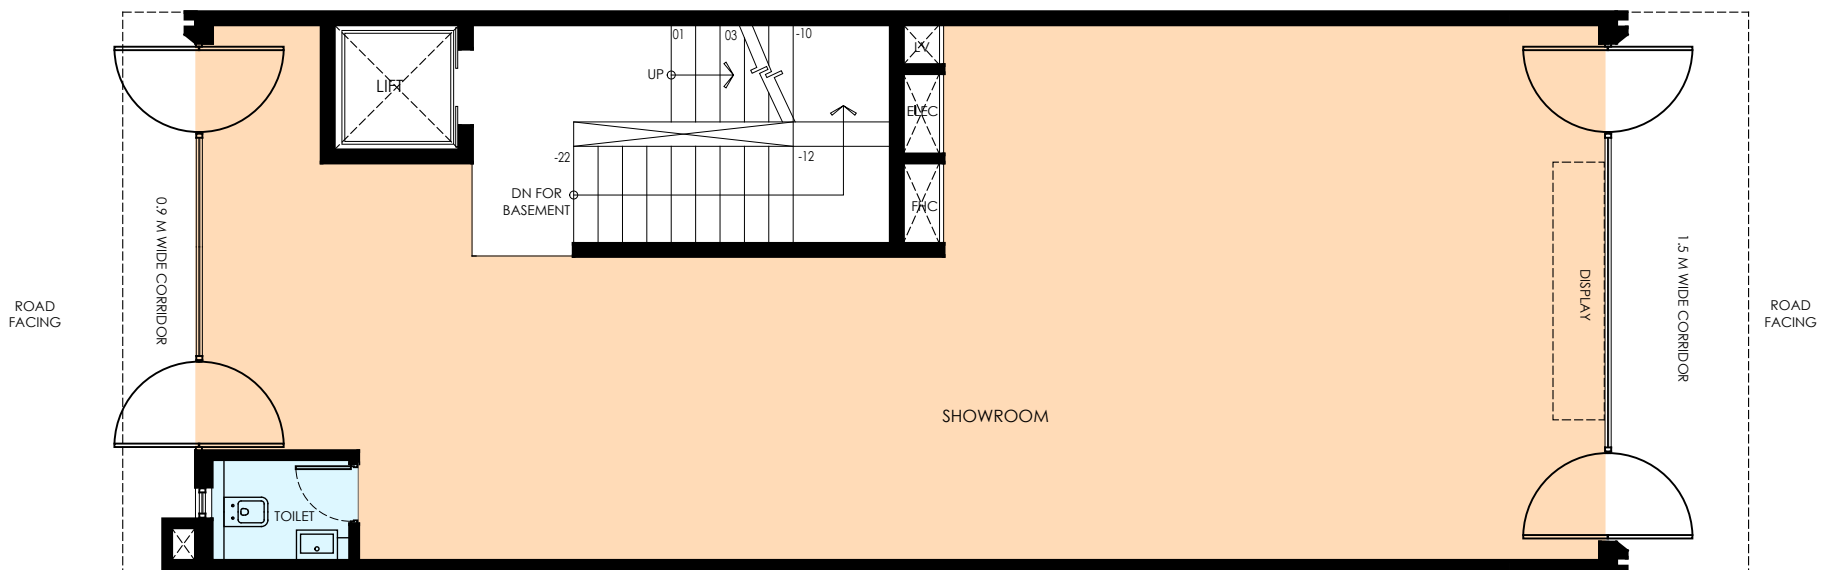 01
03
-10
LV
UP
LIFT
ELEC
-22
-12
DN FOR
BASEMENT
FHC
0.9 M WIDE CORRIDOR
1.5 M WIDE CORRIDOR
DISPLAY
ROAD
FACING
ROAD
FACING
SHOWROOM
TOILET